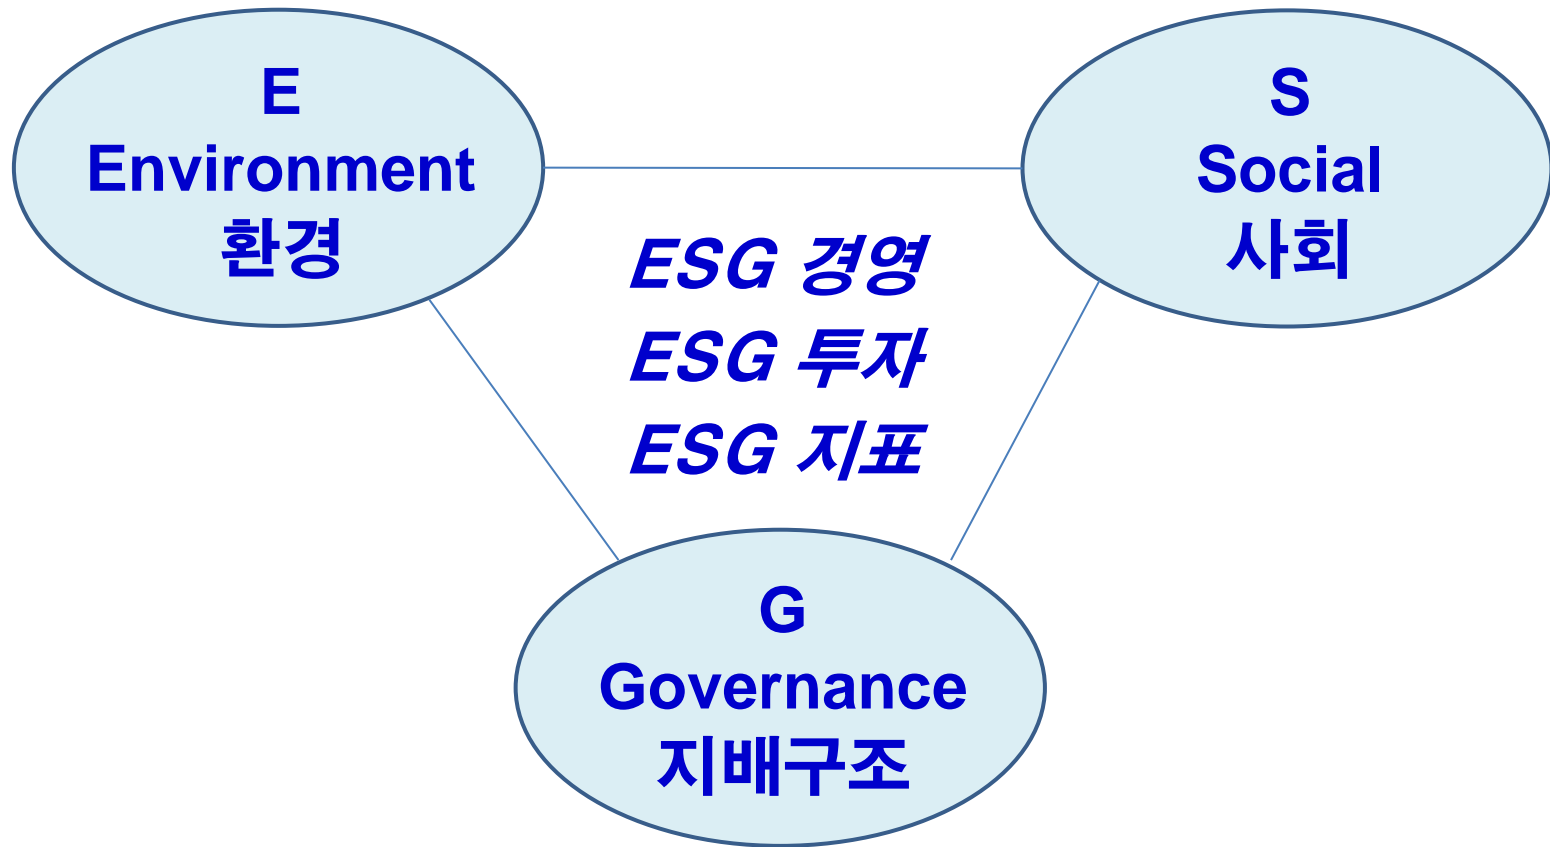 E
Environment
환경
S
Social
사회
ESG 경영
ESG 투자
ESG 지표
G
Governance
지배구조